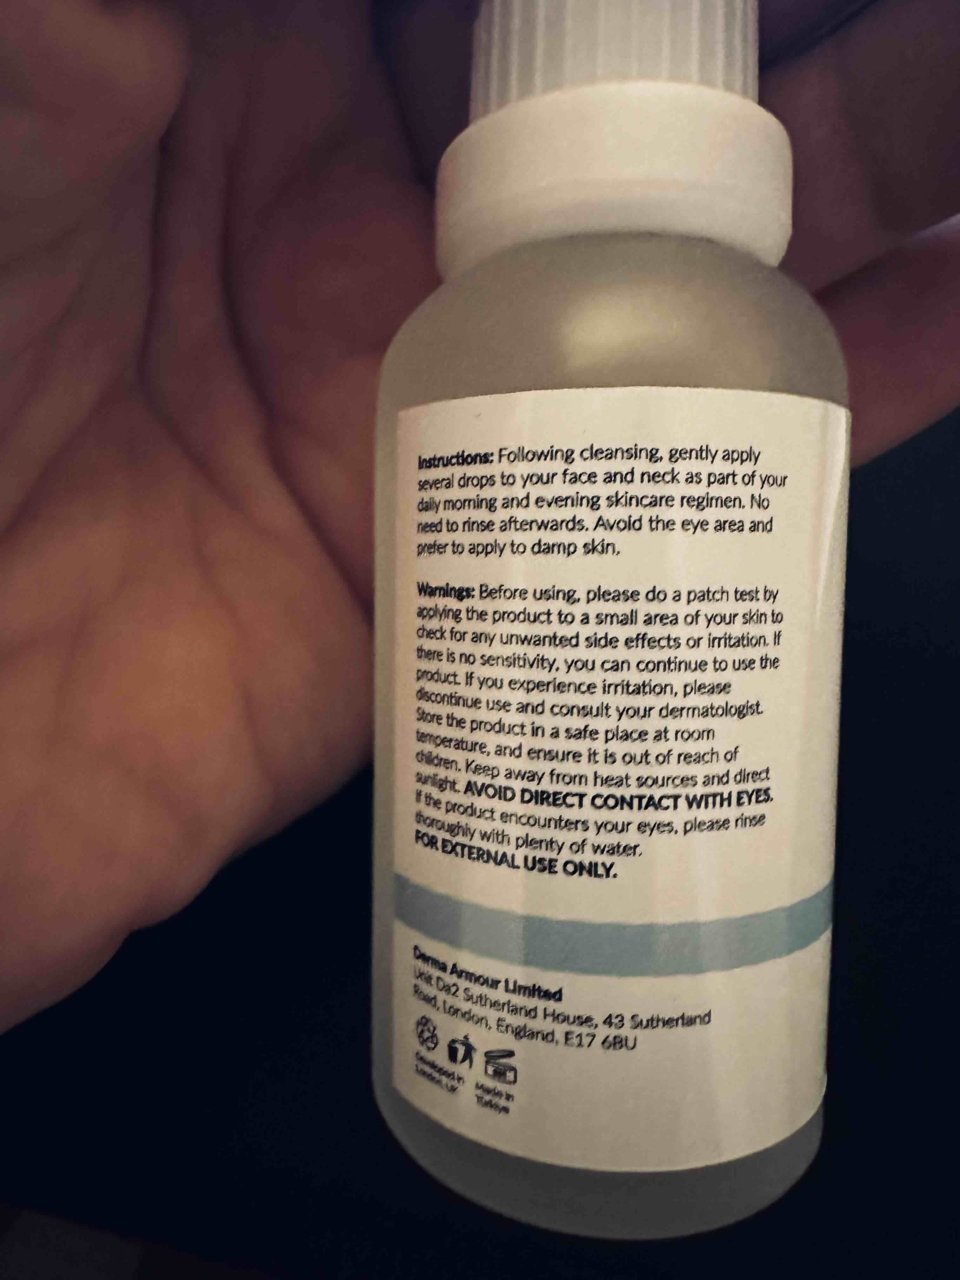 Instructions: Following cleansing, gently apply
several drops to your face and neck as part of your
daily morning and evening skincare regimen. No
need to rinse afterwards. Avoid the eye area and
prefer to apply to damp skin.
Warnings: Before using, please do a patch test by
applying the product to a small area of your skin to
check for any unwanted side effects or irritation. If
there is no sensitivity, you can continue to use the
product. If you experience irritation, please
discontinue use and consult your dermatologist.
Store the product in a safe place at room
temperature, and ensure it is out of reach of
children. Keep away from heat sources and direct
sunlight. AVOID DIRECT CONTACT WITH EYES.
If the product encounters your eyes, please rinse
thoroughly with plenty of water.
FOR EXTERNAL USE ONLY.
Derma Armour Limited
Unit Da2 Sutherland House, 43 Sutherland
Road, London, England, E17 6BU
Developed in
London, UK
Made in
Türkiye